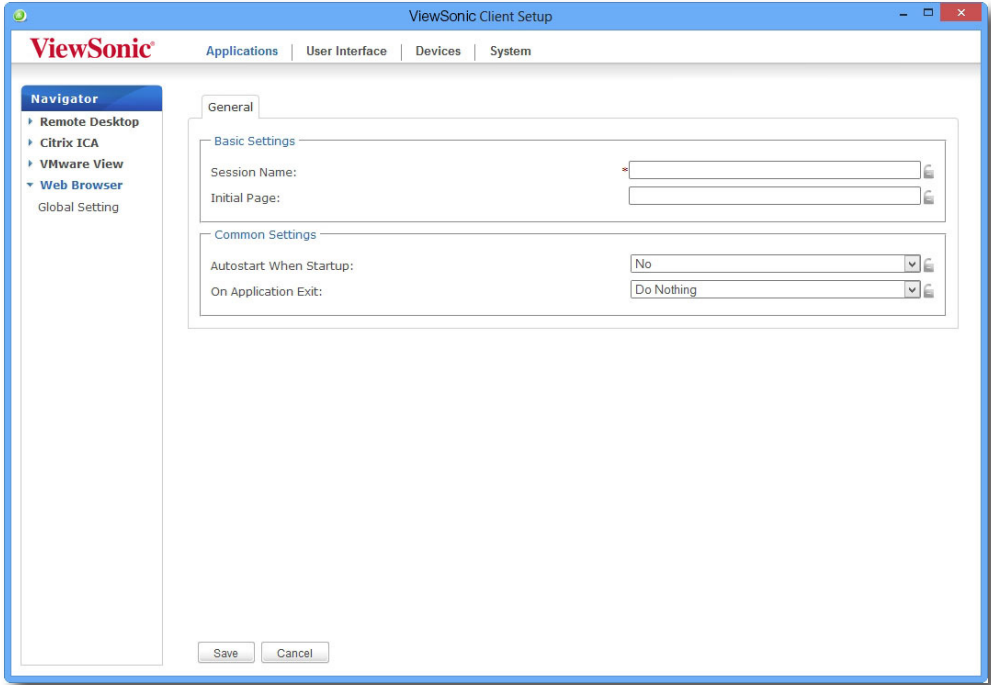 ViewSonic Client Setup
ViewSonic®
Applications | User Interface | Devices | System
Navigator
Remote Desktop
Citrix ICA
VMware View
Web Browser
Global Setting
General
Basic Settings
Session Name: *
Initial Page:
Common Settings
Autostart When Startup: No
On Application Exit: Do Nothing
Save Cancel